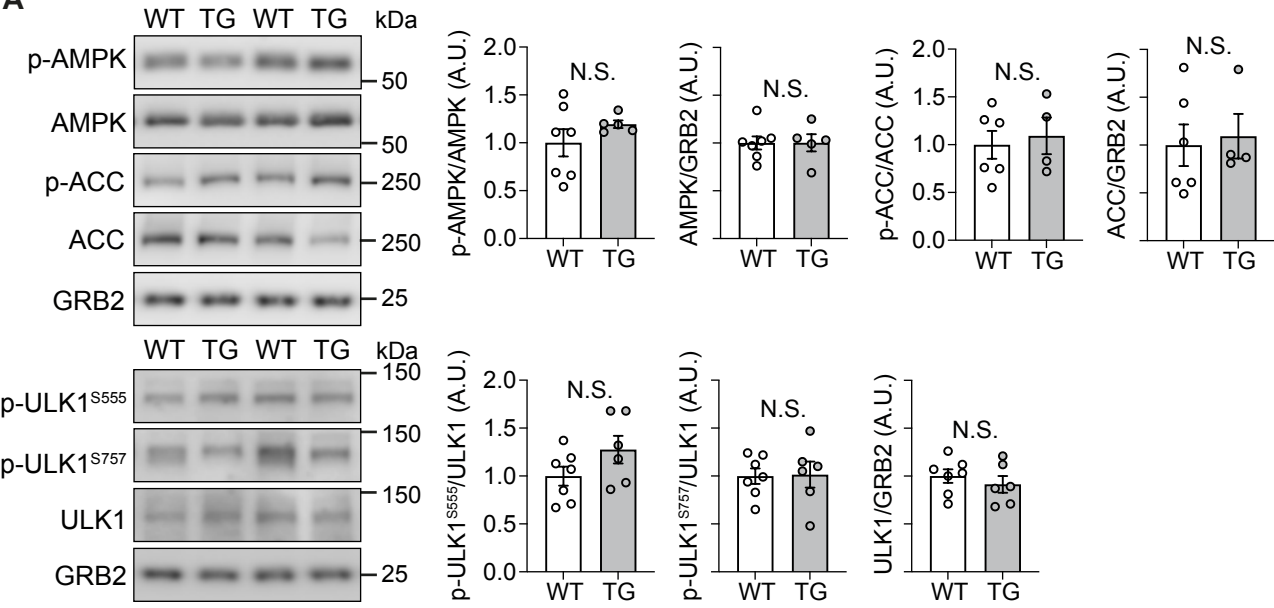 A
WT TG WT TG kDa
p-AMPK
50
AMPK
50
p-ACC
250
ACC
250
GRB2
25
p-AMPK/AMPK (A.U.)
2.0
1.5
1.0
0.5
0.0
N.S.
WT TG
AMPK/GRB2 (A.U.)
N.S.
WT TG
p-ACC/ACC (A.U.)
2.0
1.5
1.0
0.5
0.0
N.S.
WT TG
ACC/GRB2 (A.U.)
N.S.
WT TG
WT TG WT TG kDa
150
p-ULK1S555
150
p-ULK1S757
150
ULK1
GRB2
25
p-ULK1S555/ULK1 (A.U.)
2.0
1.5
1.0
0.5
0.0
N.S.
WT TG
p-ULK1S757/ULK1 (A.U.)
N.S.
WT TG
ULK1/GRB2 (A.U.)
N.S.
WT TG